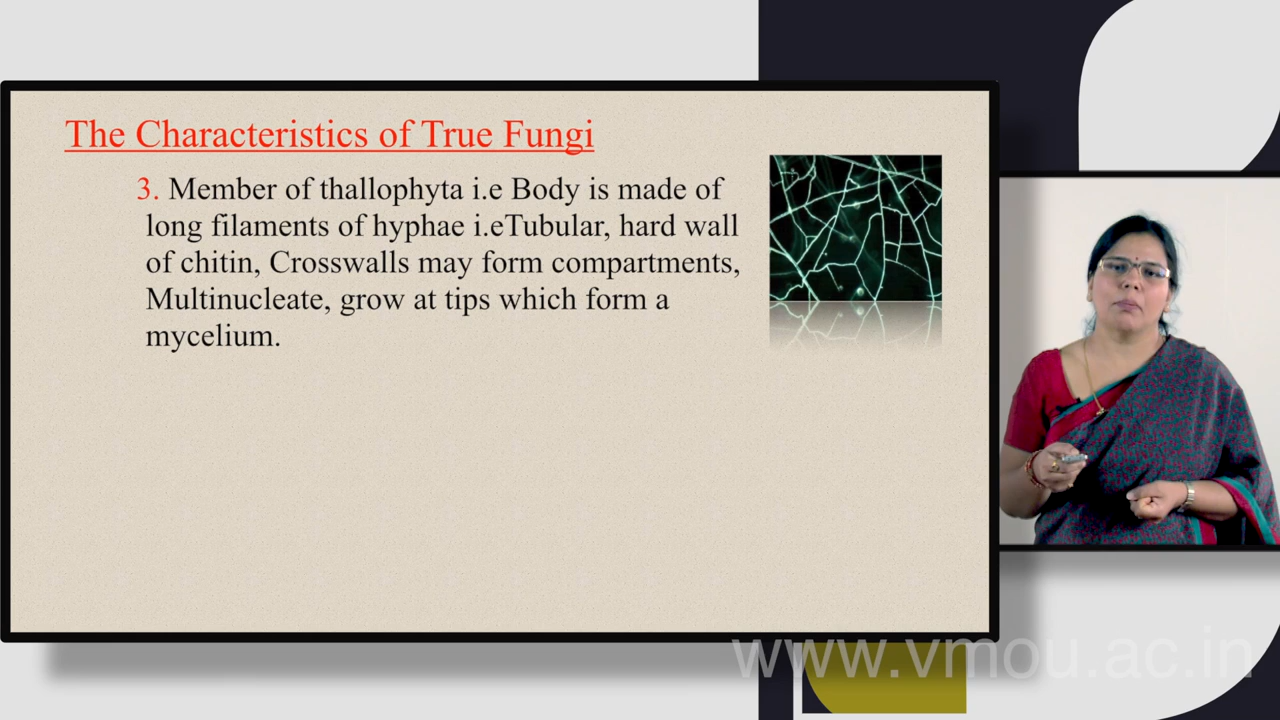 The Characteristics of True Fungi
3. Member of thallophyta i.e Body is made of
long filaments of hyphae i.eTubular, hard wall
of chitin, Crosswalls may form compartments,
Multinucleate, grow at tips which form a
mycelium.
www.vmou.ac.in